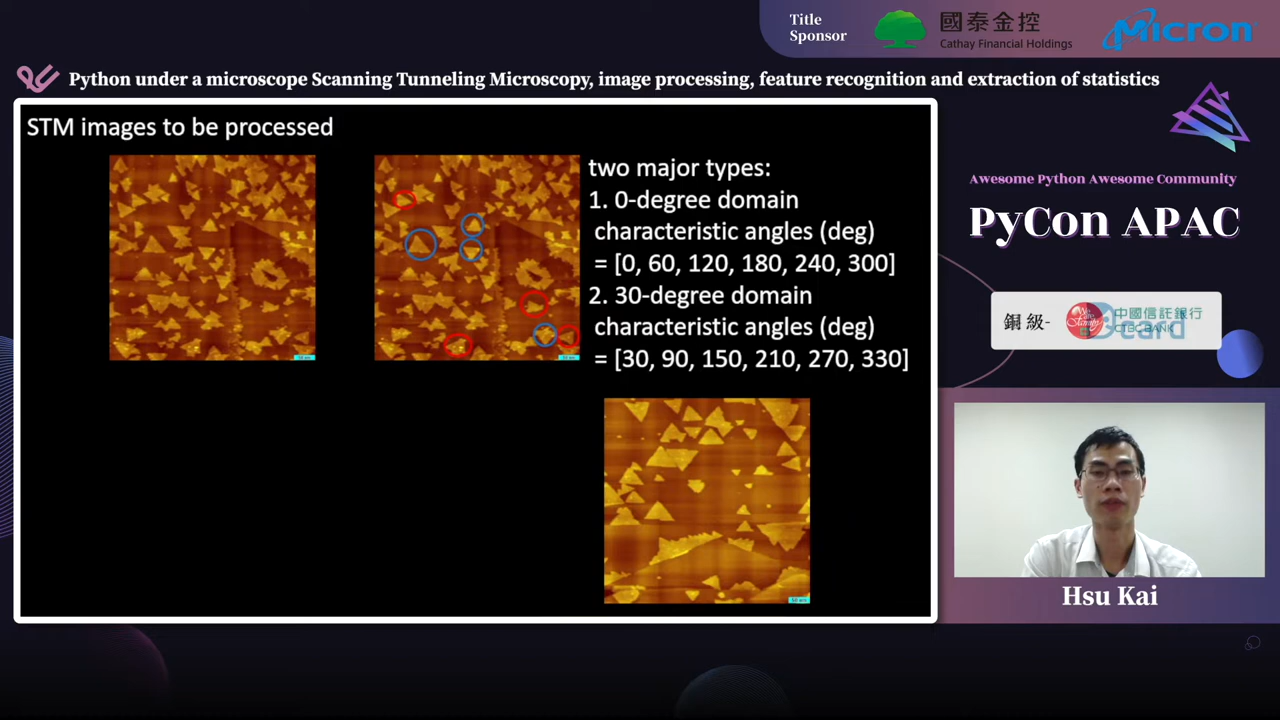 Title
Sponsor
國泰金控
Cathay Financial Holdings
Micron
Python under a microscope Scanning Tunneling Microscopy, image processing, feature recognition and extraction of statistics
STM images to be processed
two major types:
1. 0-degree domain
characteristic angles (deg)
= [0, 60, 120, 180, 240, 300]
2. 30-degree domain
characteristic angles (deg)
= [30, 90, 150, 210, 270, 330]
50 nm
Awesome Python Awesome Community
PyCon APAC
銅級-
中國信託銀行
CTBC BANK
Hsu Kai